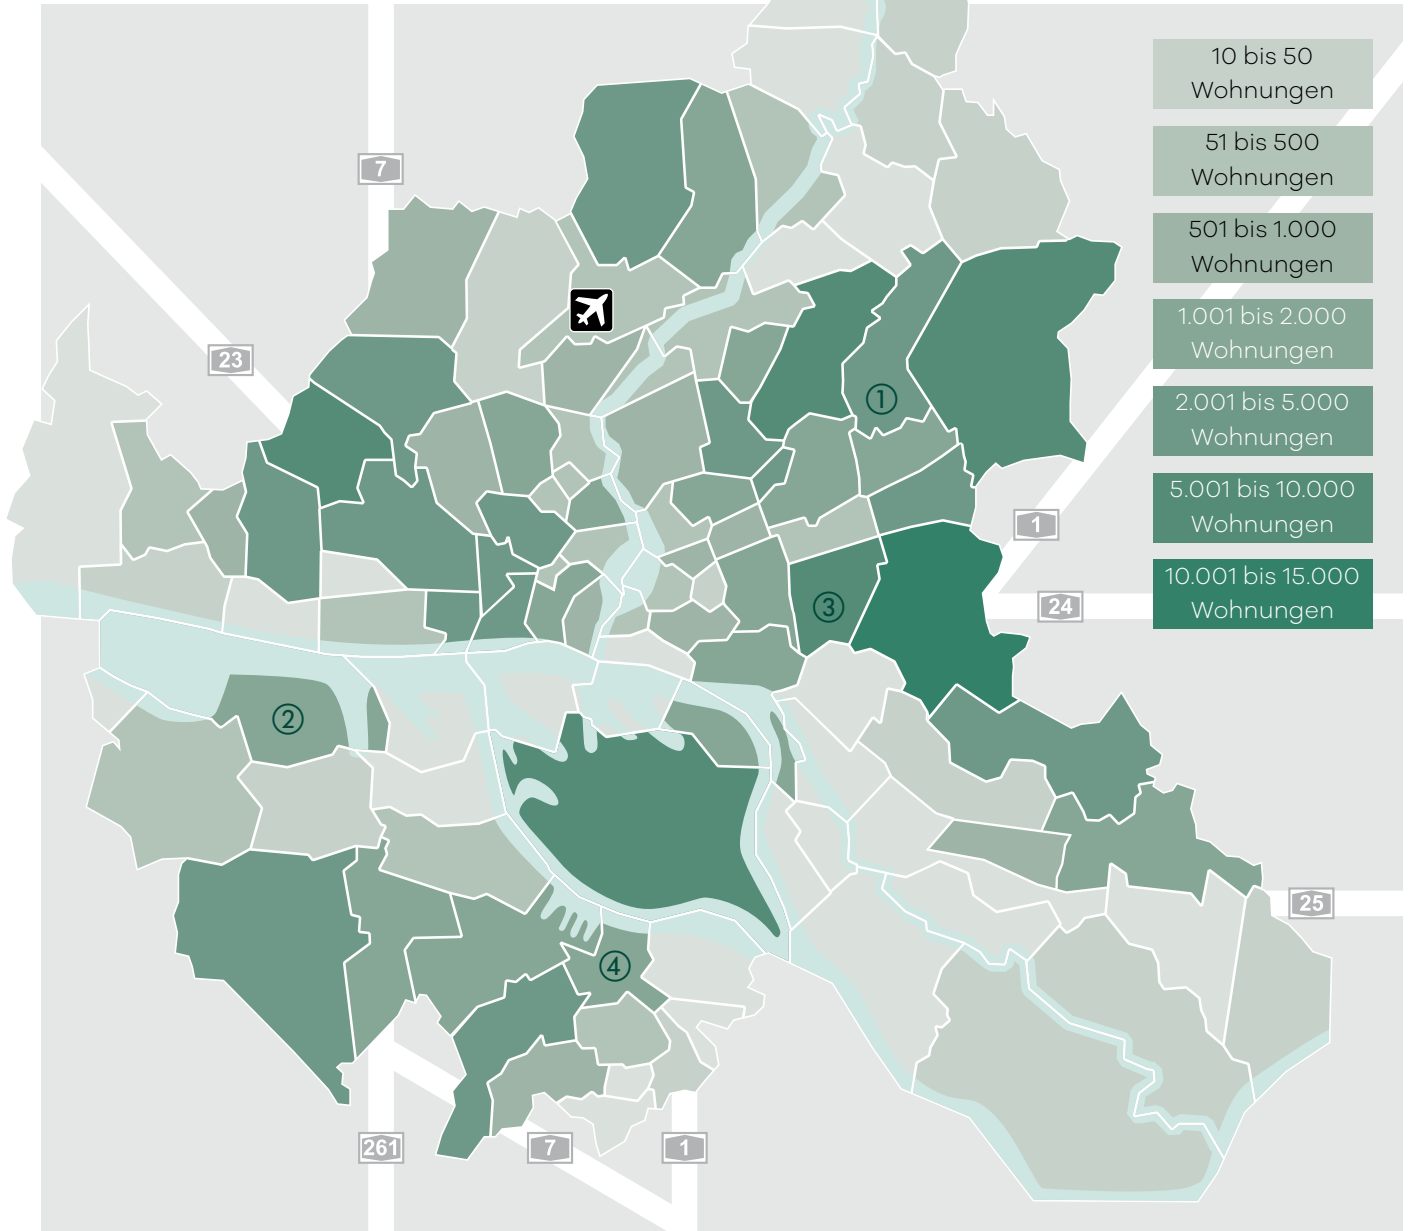 10 bis 50
Wohnungen
51 bis 500
Wohnungen
501 bis 1.000
Wohnungen
1.001 bis 2.000
Wohnungen
2.001 bis 5.000
Wohnungen
5.001 bis 10.000
Wohnungen
10.001 bis 15.000
Wohnungen
7
23
1
1
24
3
2
25
4
261
7
1